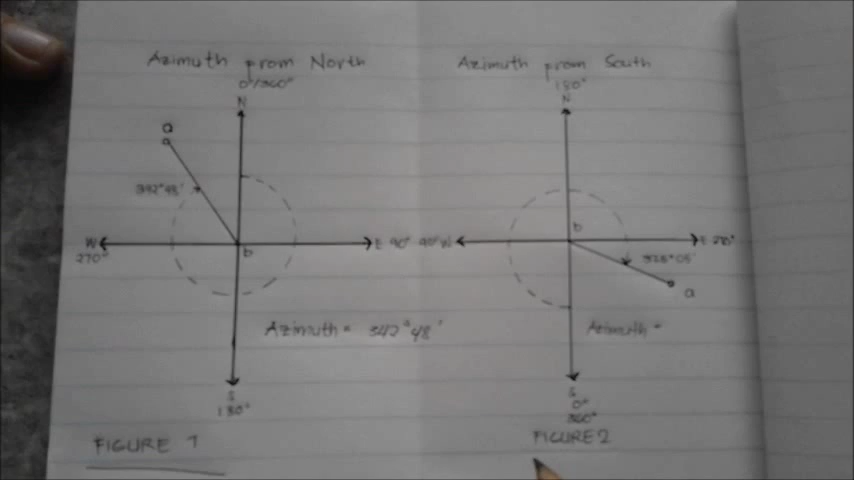 Azimuth from North
0°/360°
N
a
342°48'
W
270°
E 90°
b
Azimuth = 342°48'
S
180°
FIGURE 1
Azimuth from South
180°
N
90° W
b
E 270°
a
Azimuth =
S
0°
360°
FIGURE 2